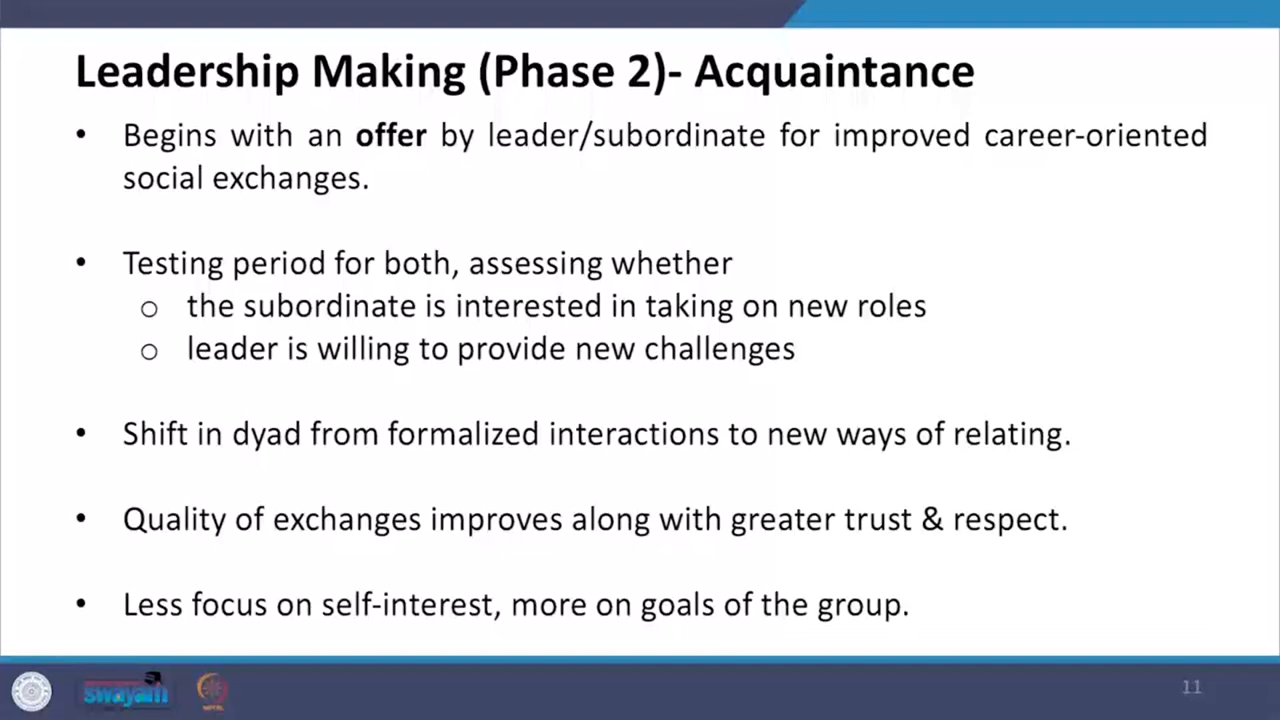 Leadership Making (Phase 2)- Acquaintance
• Begins with an offer by leader/subordinate for improved career-oriented
social exchanges.
• Testing period for both, assessing whether
o the subordinate is interested in taking on new roles
o leader is willing to provide new challenges
• Shift in dyad from formalized interactions to new ways of relating.
• Quality of exchanges improves along with greater trust & respect.
• Less focus on self-interest, more on goals of the group.
swayam
11